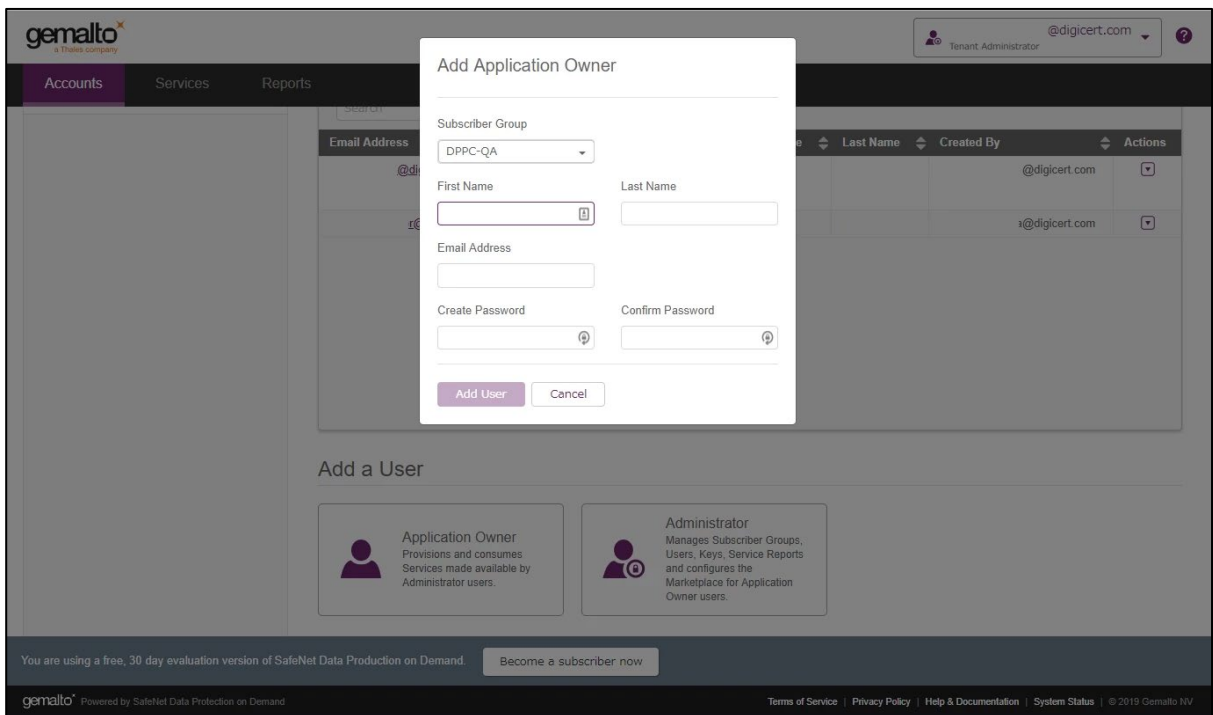 gemalto
a Thales company
@digicert.com
Tenant Administrator
?
Accounts
Services
Reports
Search
Email Address
e
Last Name
Created By
Actions
@di
@digicert.com
r@
@digicert.com
Add Application Owner
Subscriber Group
DPPC-QA
First Name
Last Name
Email Address
Create Password
Confirm Password
Add User
Cancel
Add a User
Application Owner
Provisions and consumes
Services made available by
Administrator users.
Administrator
Manages Subscriber Groups,
Users, Keys, Service Reports
and configures the
Marketplace for Application
Owner users.
You are using a free, 30 day evaluation version of SafeNet Data Production on Demand.
Become a subscriber now
gemalto Powered by SafeNet Data Protection on Demand
Terms of Service | Privacy Policy | Help & Documentation | System Status | © 2019 Gemalto NV